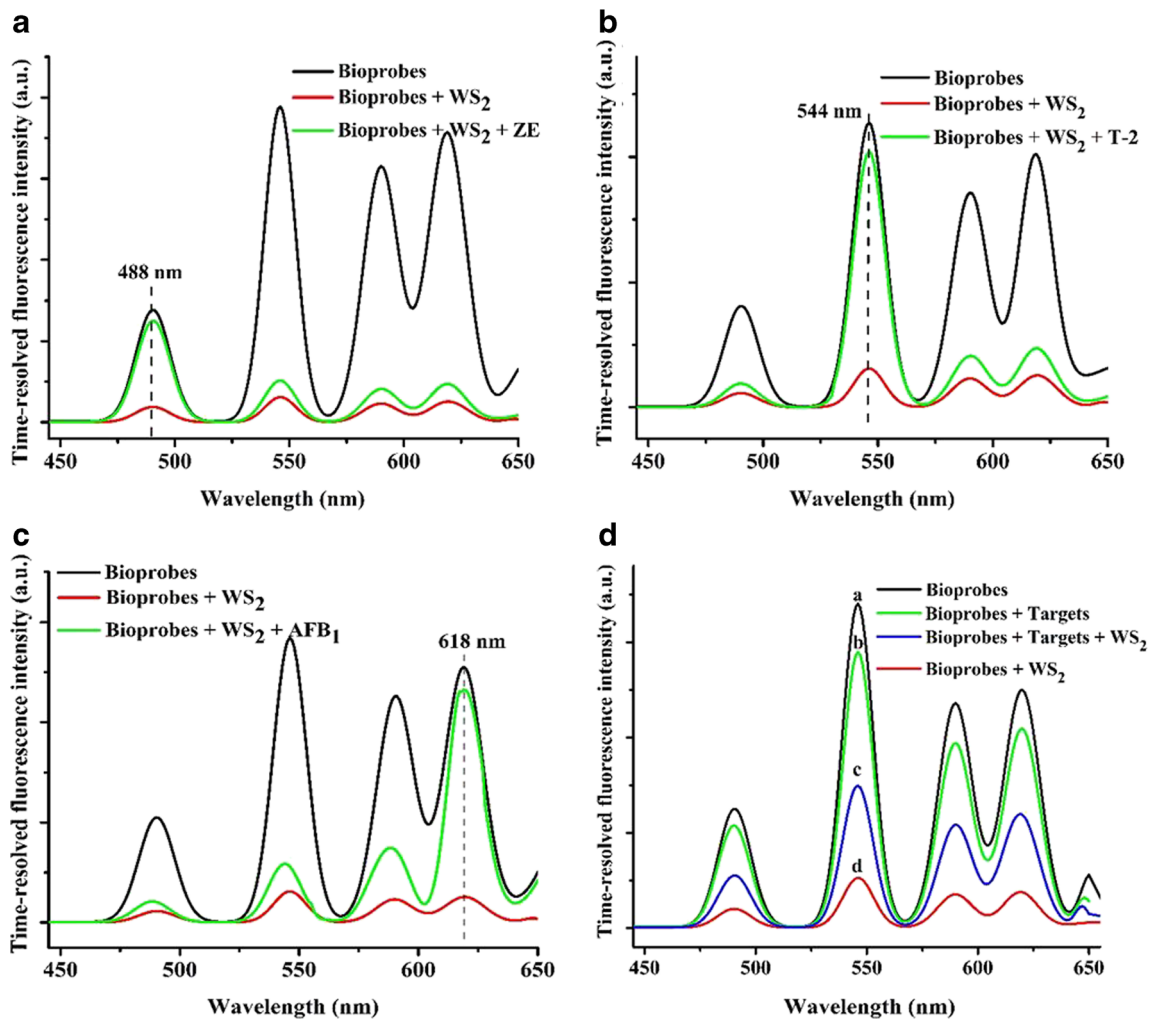 a
Time-resolved fluorescence intensity (a.u.)
Bioprobes
Bioprobes + WS2
Bioprobes + WS2 + ZE
488 nm
450 500 550 600 650
Wavelength (nm)
b
Time-resolved fluorescence intensity (a.u.)
Bioprobes
Bioprobes + WS2
Bioprobes + WS2 + T-2
544 nm
450 500 550 600 650
Wavelength (nm)
c
Time-resolved fluorescence intensity (a.u.)
Bioprobes
Bioprobes + WS2
Bioprobes + WS2 + AFB1
618 nm
450 500 550 600 650
Wavelength (nm)
d
Time-resolved fluorescence intensity (a.u.)
Bioprobes
Bioprobes + Targets
Bioprobes + Targets + WS2
Bioprobes + WS2
a
b
c
d
450 500 550 600 650
Wavelength (nm)